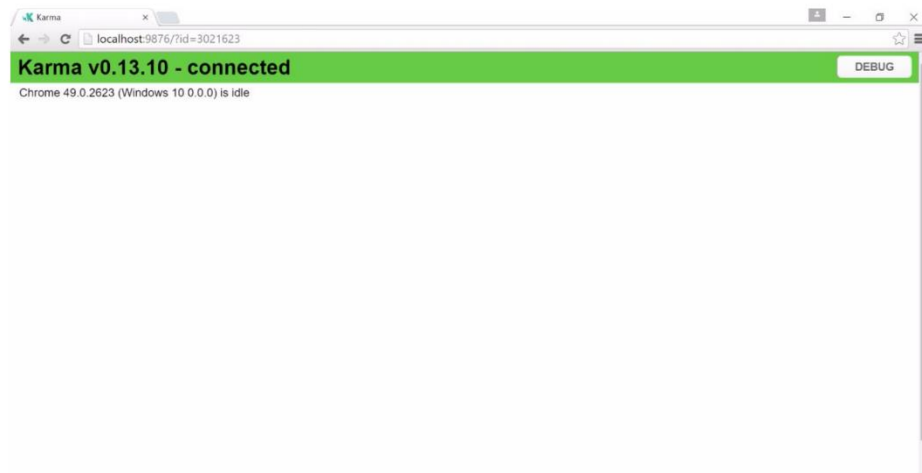 Karma
localhost:9876/?id=3021623
Karma v0.13.10 - connected
DEBUG
Chrome 49.0.2623 (Windows 10 0.0.0) is idle